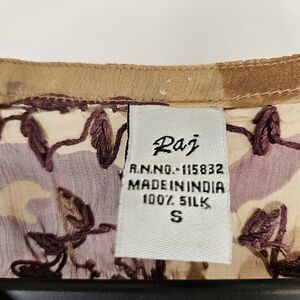 Raj
R.N.NO.-115832
MADE IN INDIA
100% SILK
S